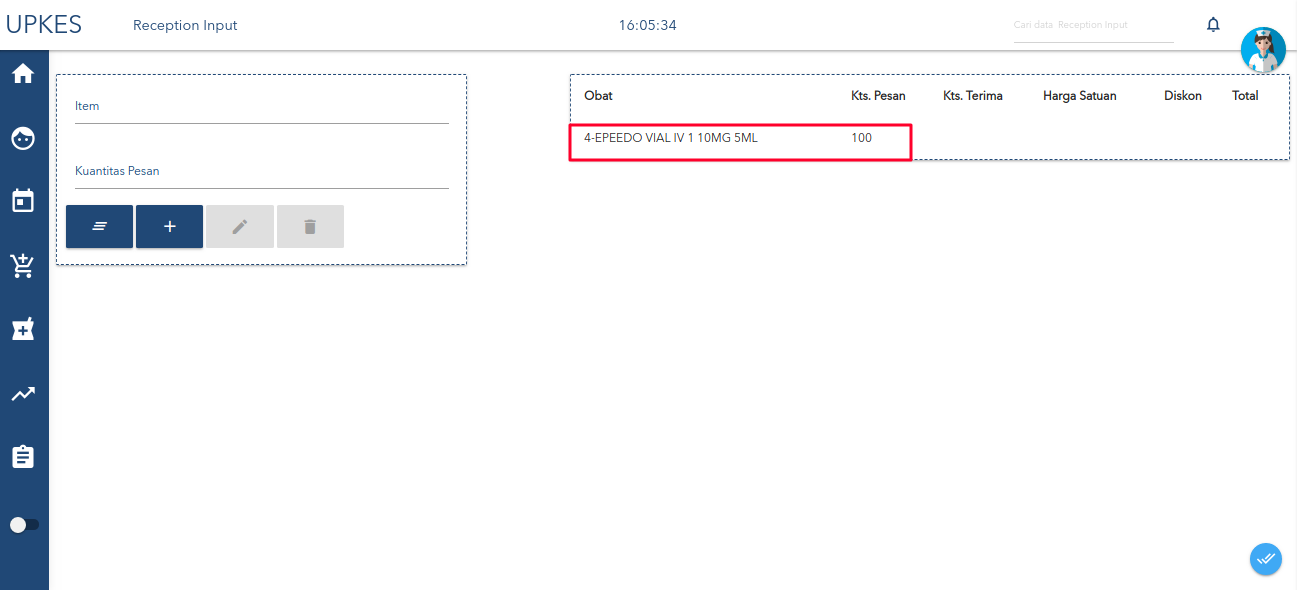 UPKES
Reception Input
16:05:34
Cari data Reception Input
Item
Kuantitas Pesan
Obat Kts. Pesan Kts. Terima Harga Satuan Diskon Total
4-EPEEDO VIAL IV 1 10MG 5ML 100